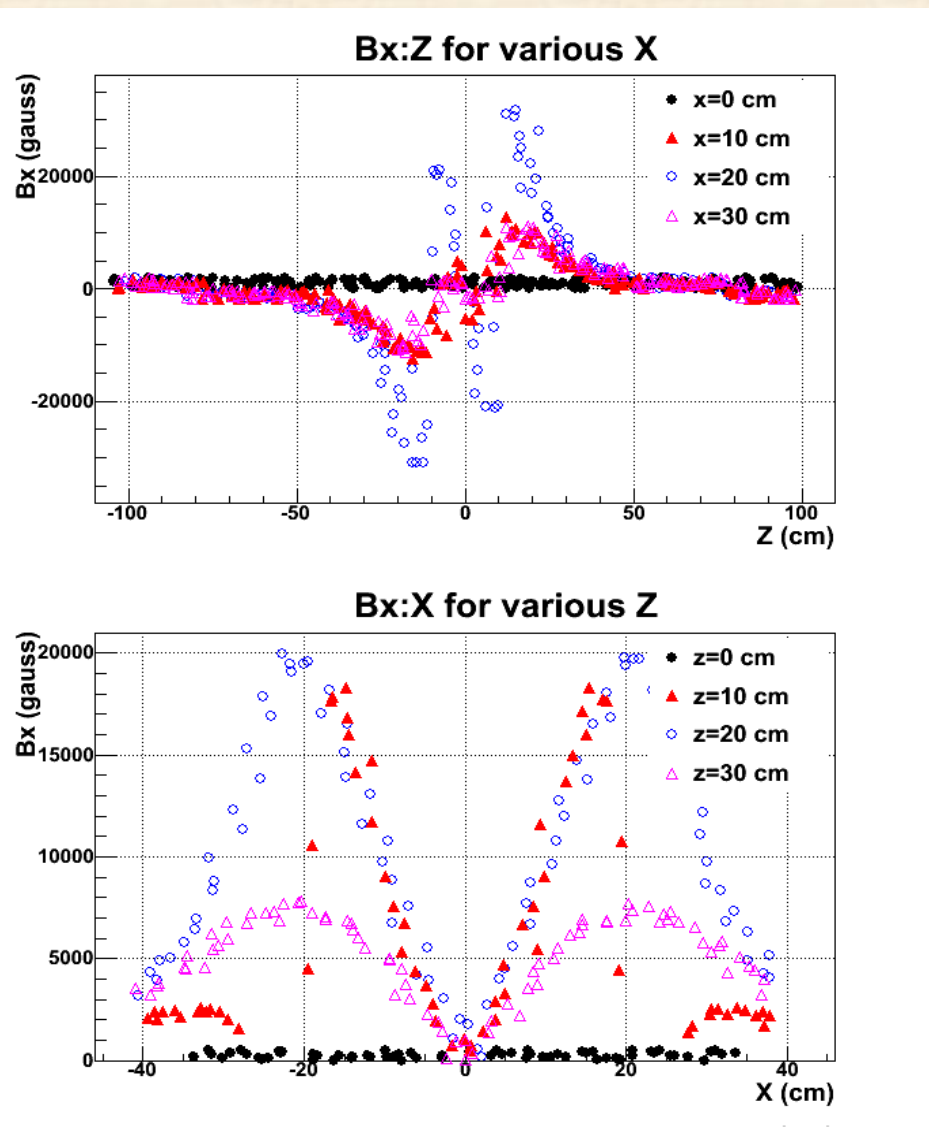 Bx:Z for various X
Bx (gauss)
x=0 cm
x=10 cm
x=20 cm
x=30 cm
20000
0
-20000
-100
-50
0
50
100
Z (cm)
Bx:X for various Z
Bx (gauss)
z=0 cm
z=10 cm
z=20 cm
z=30 cm
20000
15000
10000
5000
0
-40
-20
0
20
40
X (cm)